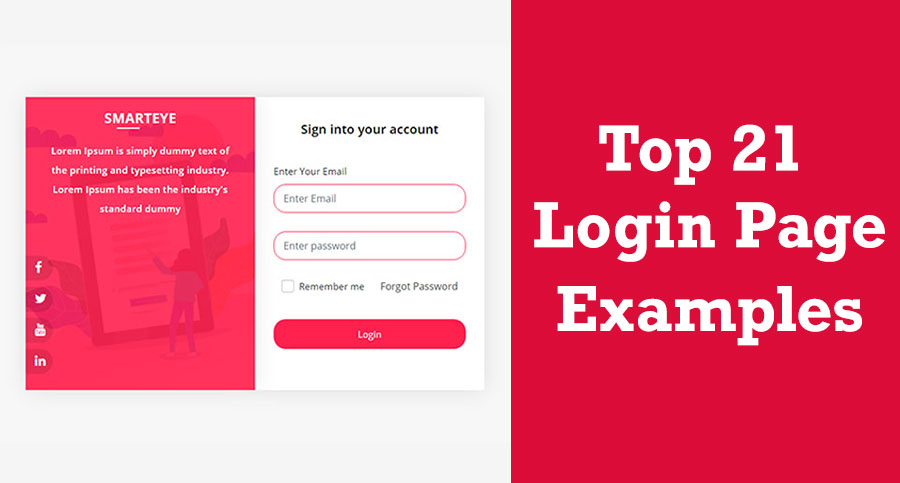 SMARTEYE
Lorem Ipsum is simply dummy text of
the printing and typesetting industry.
Lorem Ipsum has been the industry's
standard dummy
Sign into your account
Enter Your Email
Enter Email
Enter password
Remember me Forgot Password
Login
Top 21
Login Page
Examples